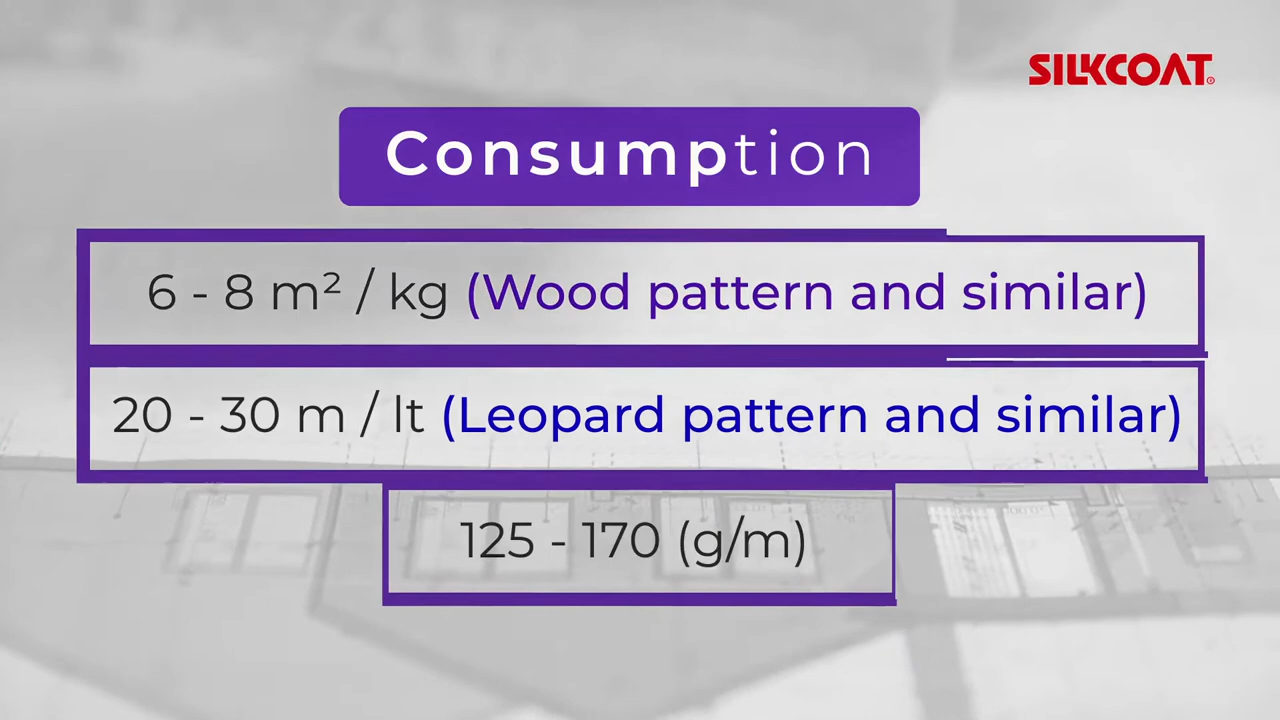 SILKCOAT®
Consumption
6 - 8 m² / kg (Wood pattern and similar)
20 - 30 m / lt (Leopard pattern and similar)
125 - 170 (g/m)